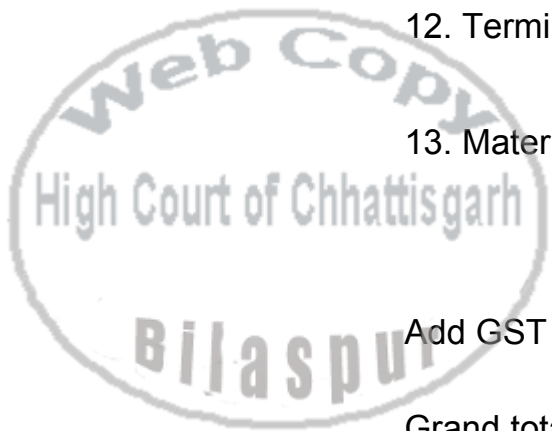 12. Termi
Web Copy
13. Mater
High Court of Chhattisgarh
Bilaspur
Add GST
Grand tota